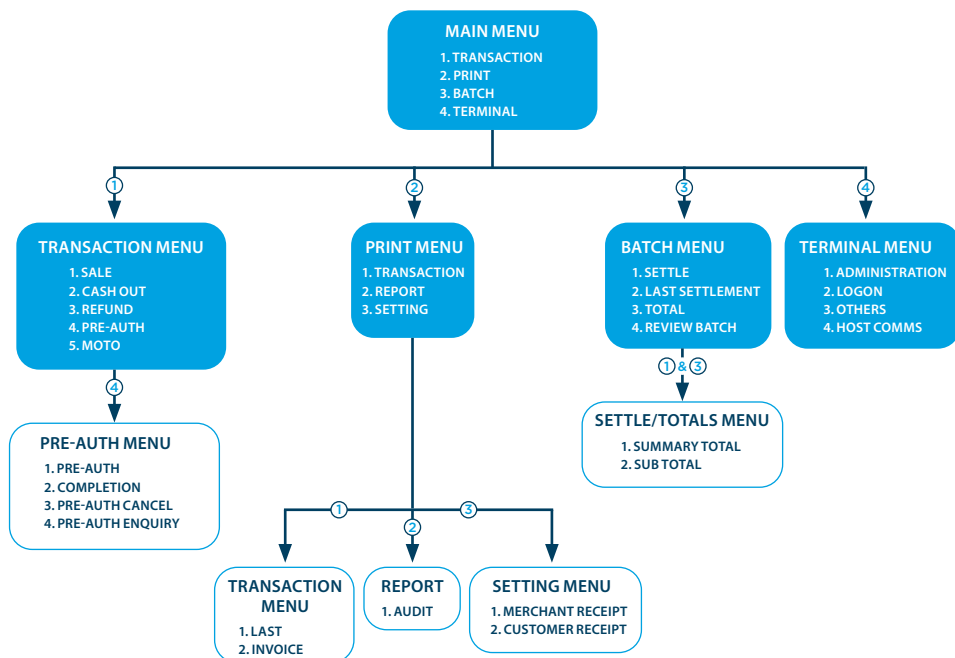 MAIN MENU
1. TRANSACTION
2. PRINT
3. BATCH
4. TERMINAL
1
2
3
4
TRANSACTION MENU
1. SALE
2. CASH OUT
3. REFUND
4. PRE-AUTH
5. MOTO
PRINT MENU
1. TRANSACTION
2. REPORT
3. SETTING
BATCH MENU
1. SETTLE
2. LAST SETTLEMENT
3. TOTAL
4. REVIEW BATCH
TERMINAL MENU
1. ADMINISTRATION
2. LOGON
3. OTHERS
4. HOST COMMS
4
1 & 3
PRE-AUTH MENU
1. PRE-AUTH
2. COMPLETION
3. PRE-AUTH CANCEL
4. PRE-AUTH ENQUIRY
SETTLE/TOTALS MENU
1. SUMMARY TOTAL
2. SUB TOTAL
1
2
3
TRANSACTION
MENU
1. LAST
2. INVOICE
REPORT
1. AUDIT
SETTING MENU
1. MERCHANT RECEIPT
2. CUSTOMER RECEIPT